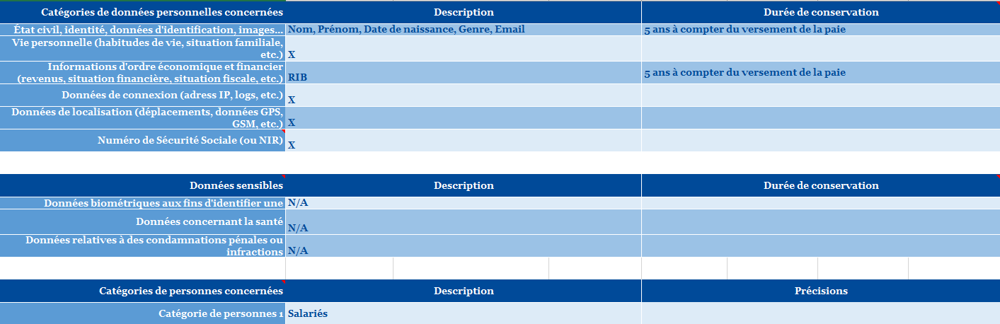 Catégories de données personnelles concernées Description Durée de conservation
État civil, identité, données d'identification, images... Nom, Prénom, Date de naissance, Genre, Email 5 ans à compter du versement de la paie
Vie personnelle (habitudes de vie, situation familiale,
etc.) X
Informations d'ordre économique et financier
(revenus, situation financière, situation fiscale, etc.) RIB 5 ans à compter du versement de la paie
Données de connexion (adress IP, logs, etc.) X
Données de localisation (déplacements, données GPS,
GSM, etc.) X
Numéro de Sécurité Sociale (ou NIR) X
Données sensibles Description Durée de conservation
Données biométriques aux fins d'identifier une N/A
Données concernant la santé N/A
Données relatives à des condamnations pénales ou
infractions N/A
Catégories de personnes concernées Description Précisions
Catégorie de personnes 1 Salariés